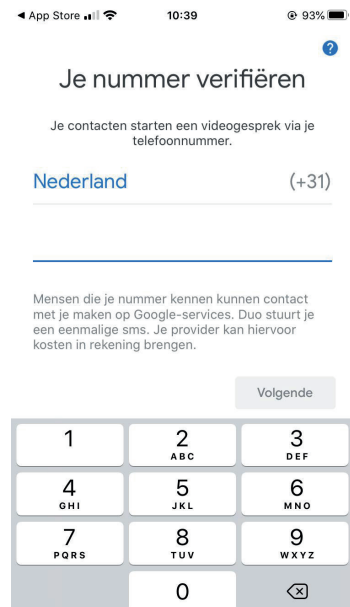 ◀ App Store 10:39 93%
?
Je nummer verifiëren
Je contacten starten een videogesprek via je
telefoonnummer.
Nederland (+31)
Mensen die je nummer kennen kunnen contact
met je maken op Google-services. Duo stuurt je
een eenmalige sms. Je provider kan hiervoor
kosten in rekening brengen.
Volgende
1 2 3
ABC DEF
4 5 6
GHI JKL MNO
7 8 9
PQRS TUV WXYZ
0